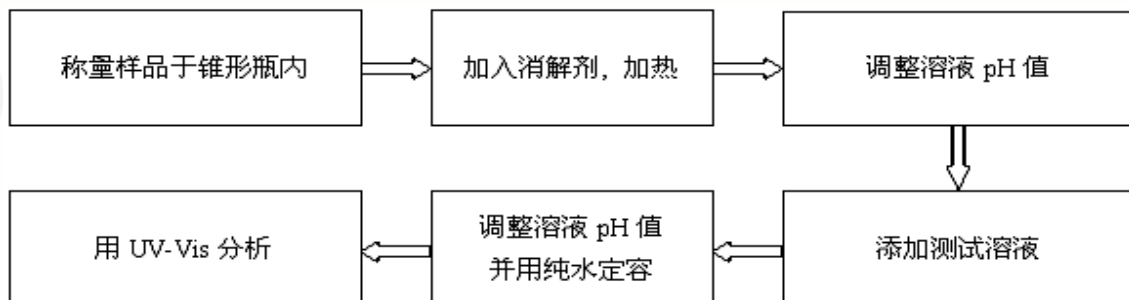 称量样品于锥形瓶内
加入消解剂，加热
调整溶液 pH 值
添加测试溶液
调整溶液 pH 值
并用纯水定容
用 UV-Vis 分析